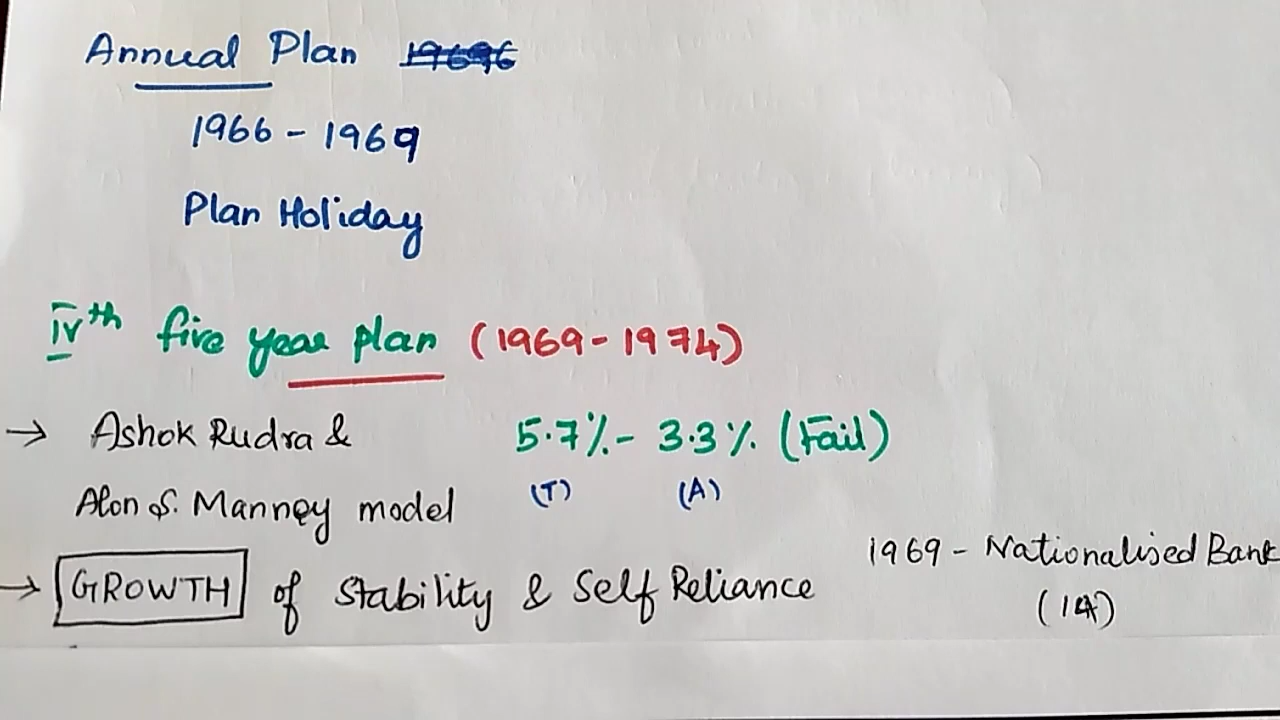 Annual Plan
1966 - 1969
Plan Holiday
IVth five year plan (1969-1974)
→ Ashok Rudra & 5.7% - 3.3% (Fail)
(T) (A)
Alon S. Manney model
1969 - Nationalised Bank
(14)
→ GROWTH of Stability & Self Reliance